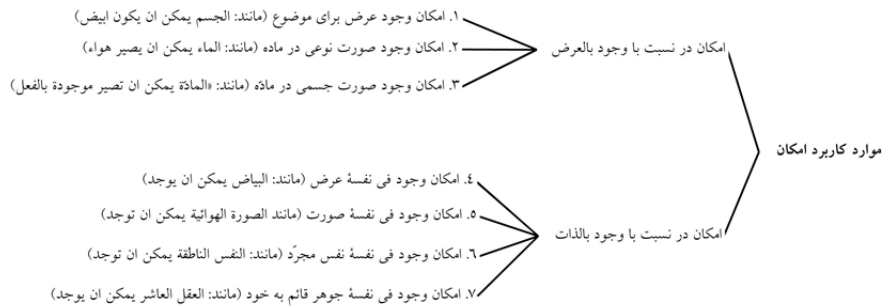 موارد کاربرد امکان
امکان در نسبت با وجود بالعرض
۱. امکان وجود عرض برای موضوع (مانند: الجسم یمکن ان یکون ابیض)
۲. امکان وجود صورت نوعی در ماده (مانند: الماء یمکن ان یصیر هواء)
۳. امکان وجود صورت جسمی در مادّه (مانند: «المادّة یمکن ان تصیر موجودة بالفعل)
امکان در نسبت با وجود بالذات
٤. امکان وجود فی نفسهٔ عرض (مانند: البیاض یمکن ان یوجد)
۵. امکان وجود فی نفسهٔ صورت (مانند الصورة الهوائیة یمکن ان توجد)
٦. امکان وجود فی نفسهٔ نفس مجرّد (مانند: النفس الناطقة یمکن ان توجد)
۷. امکان وجود فی نفسهٔ جوهر قائم به خود (مانند: العقل العاشر یمکن ان یوجد)